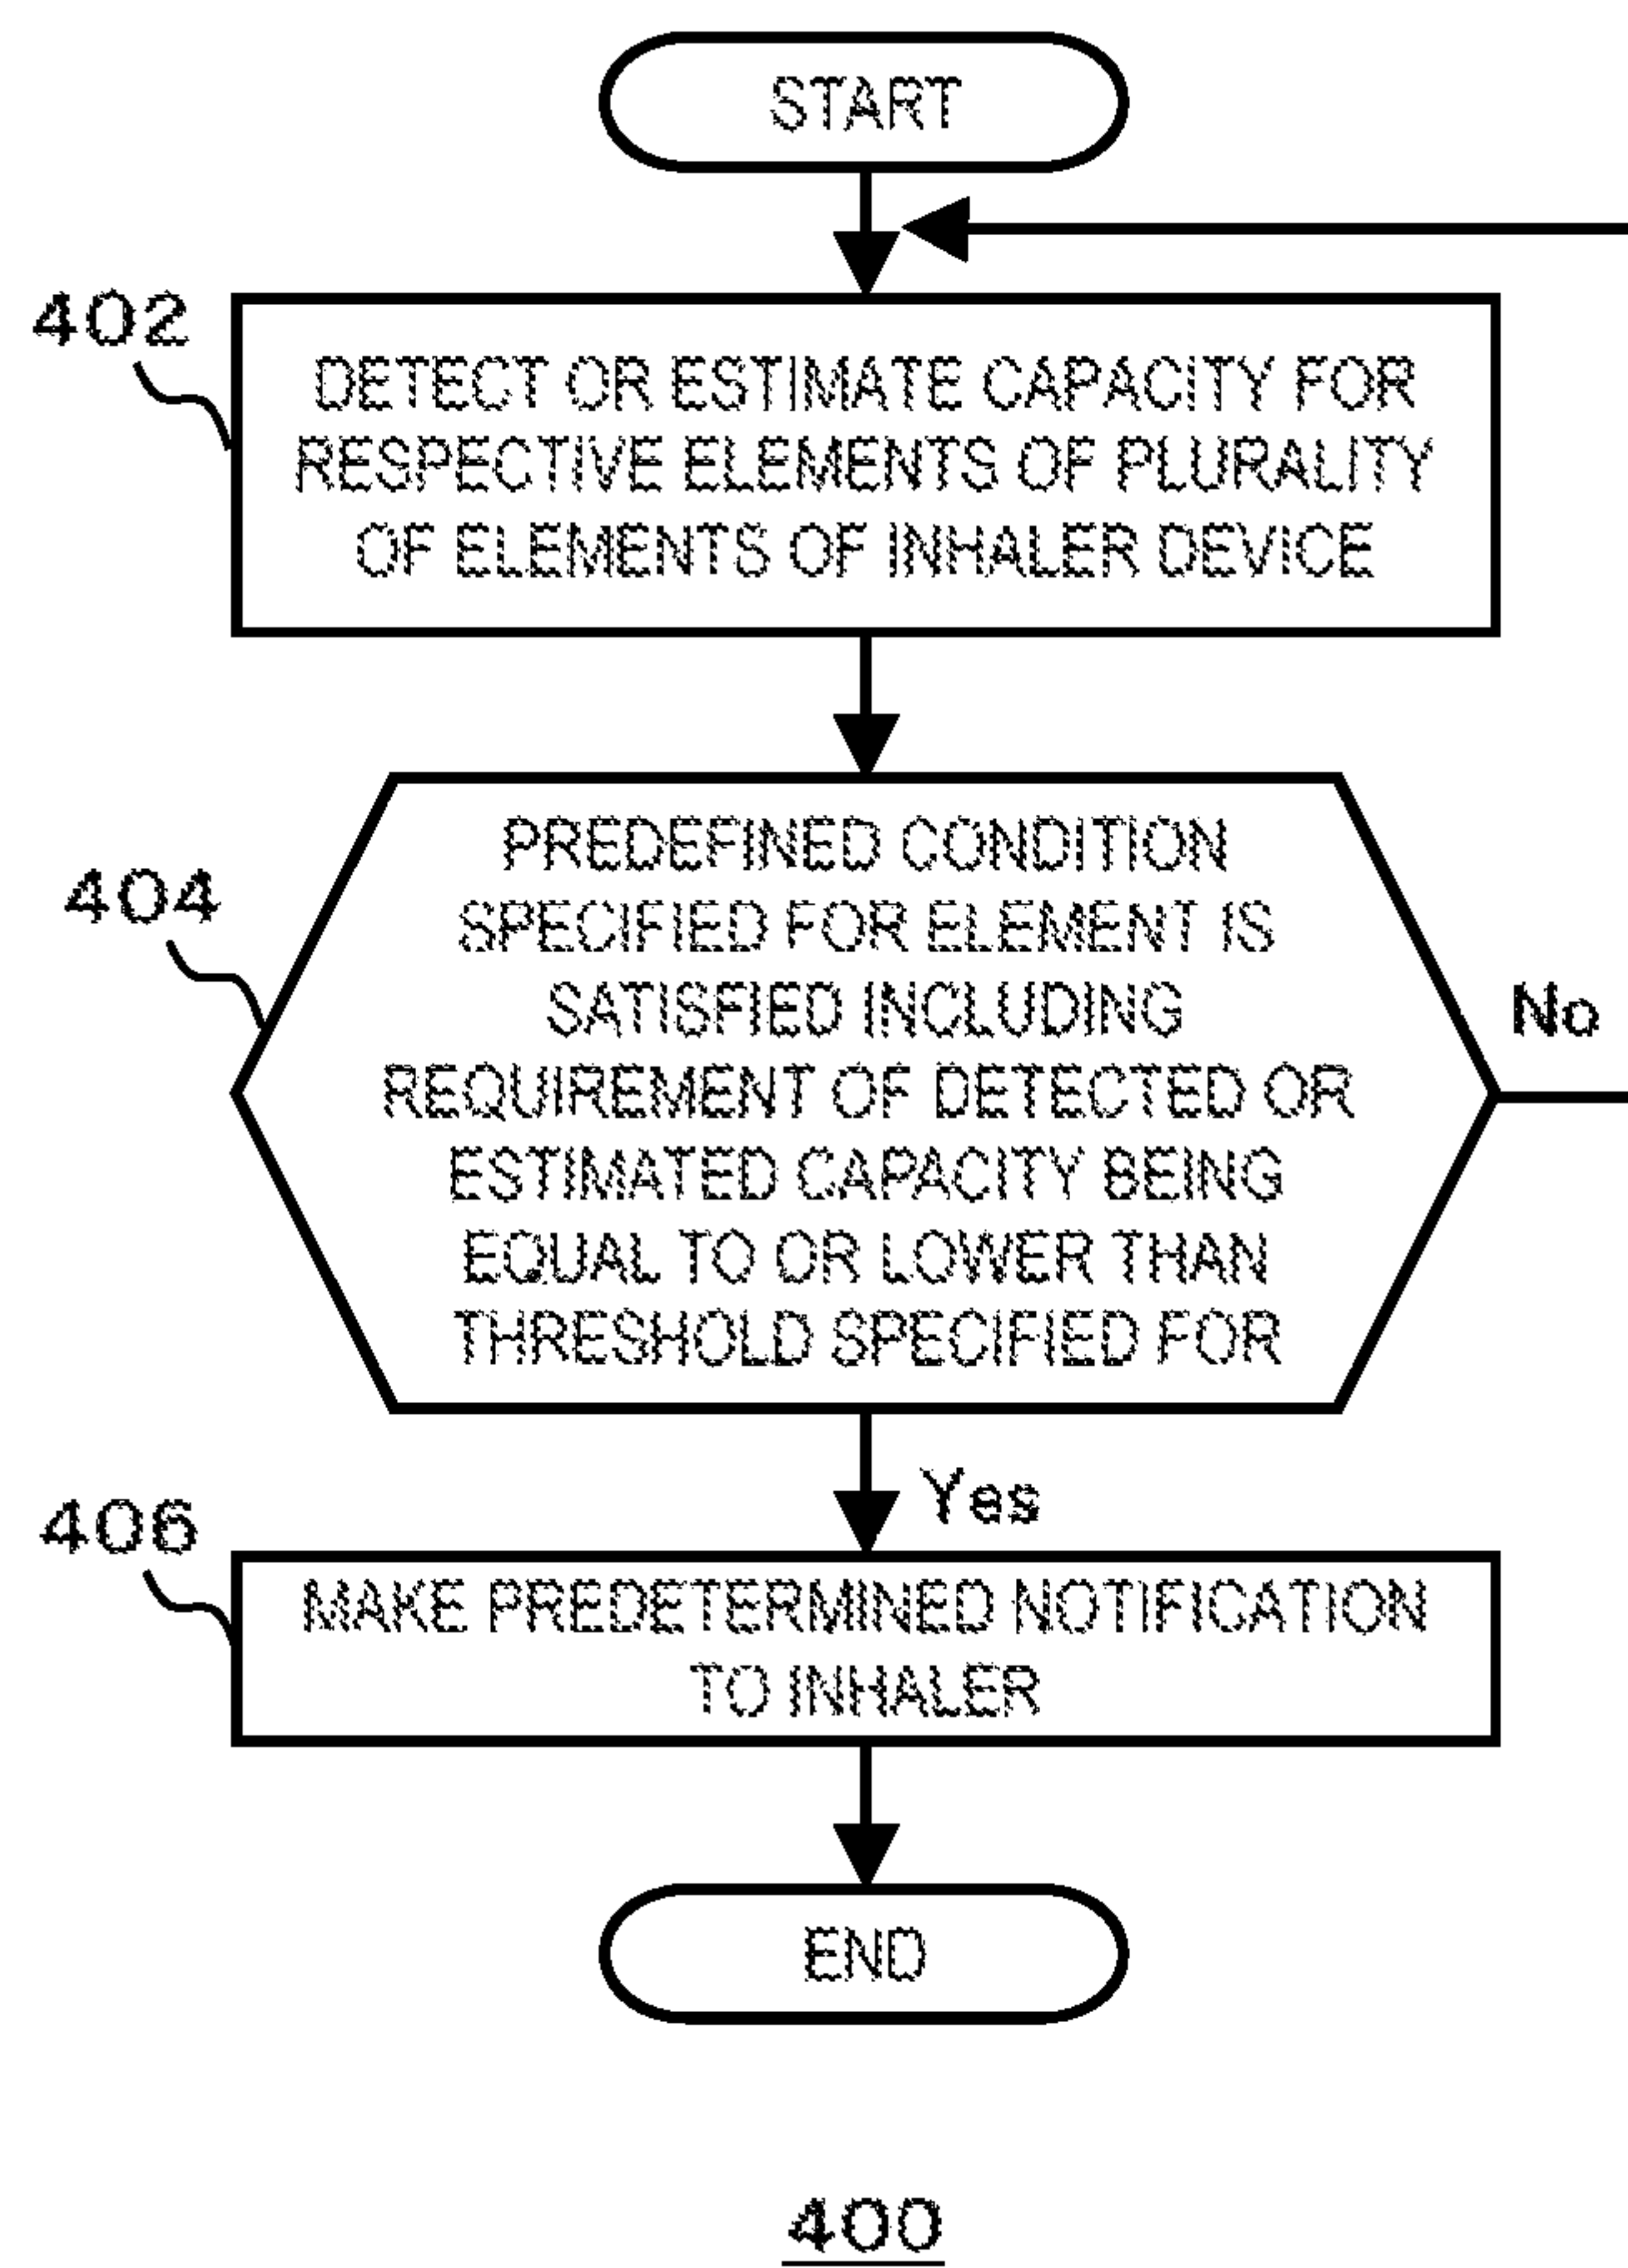 START
402
DETECT OR ESTIMATE CAPACITY FOR
RESPECTIVE ELEMENTS OF PLURALITY
OF ELEMENTS OF INHALER DEVICE
404
PREDEFINED CONDITION
SPECIFIED FOR ELEMENT IS
SATISFIED INCLUDING
REQUIREMENT OF DETECTED OR
ESTIMATED CAPACITY BEING
EQUAL TO OR LOWER THAN
THRESHOLD SPECIFIED FOR
No
Yes
406
MAKE PREDETERMINED NOTIFICATION
TO INHALER
END
400